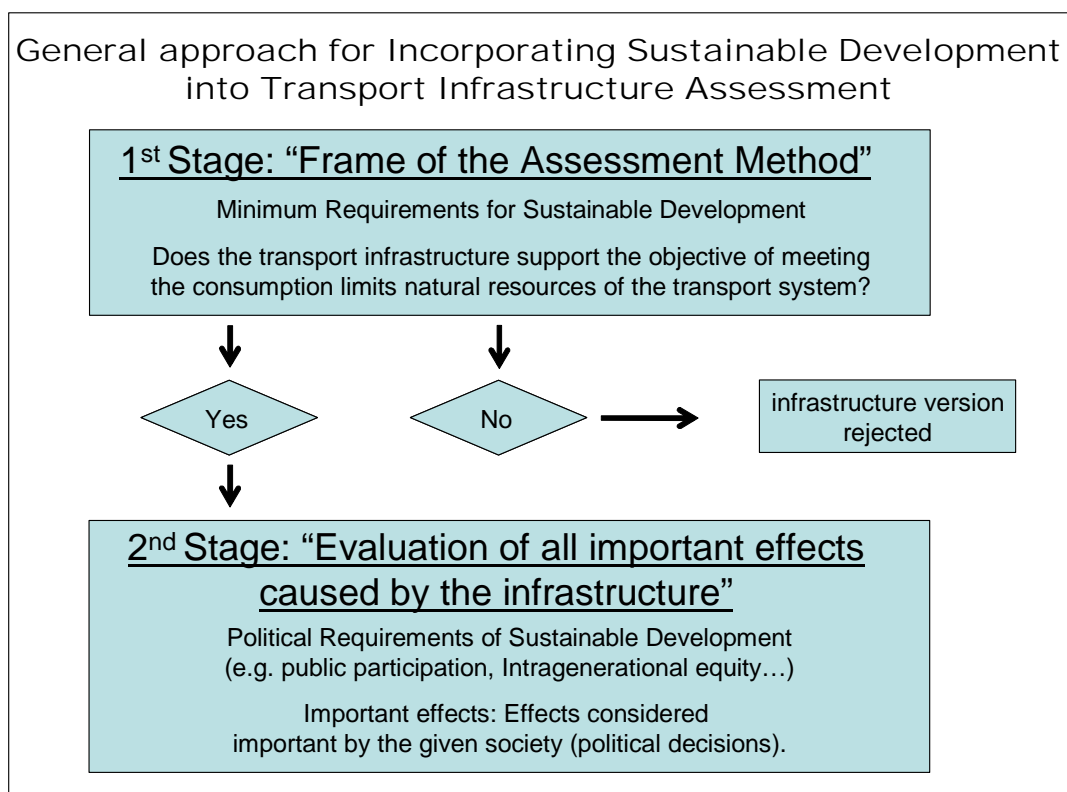 General approach for Incorporating Sustainable Development
into Transport Infrastructure Assessment
1st Stage: “Frame of the Assessment Method”
Minimum Requirements for Sustainable Development
Does the transport infrastructure support the objective of meeting
the consumption limits natural resources of the transport system?
Yes
No
infrastructure version
rejected
2nd Stage: “Evaluation of all important effects
caused by the infrastructure”
Political Requirements of Sustainable Development
(e.g. public participation, Intragenerational equity…)
Important effects: Effects considered
important by the given society (political decisions).